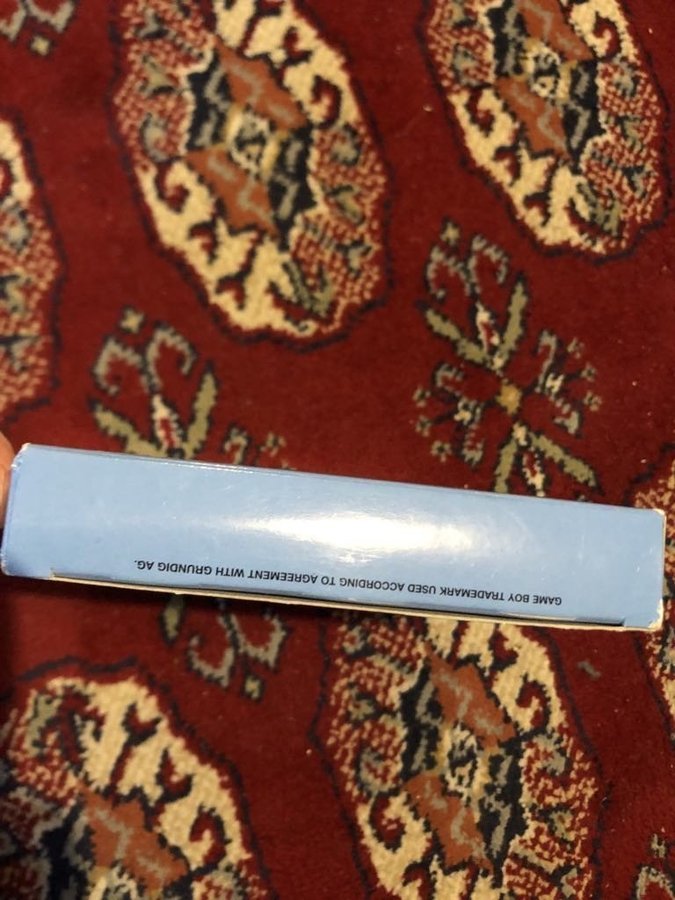 GAME BOY TRADEMARK USED ACCORDING TO AGREEMENT WITH GRUNDIG AG.